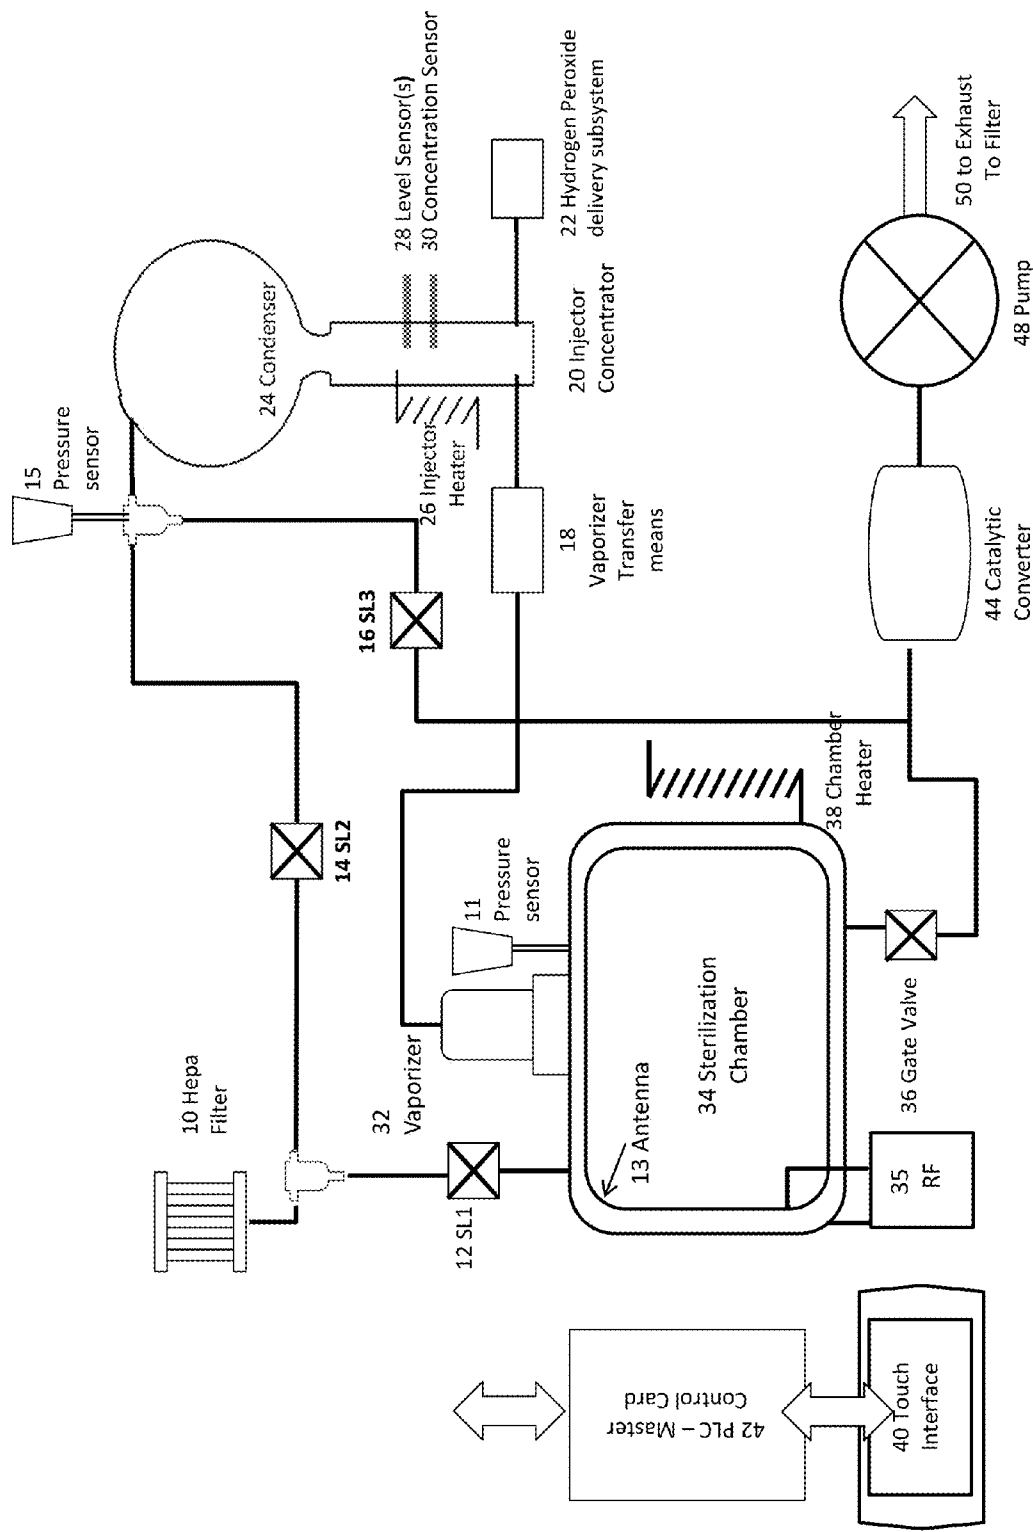 15
Pressure
sensor
24 Condenser
28 Level Sensor(s)
30 Concentration Sensor
22 Hydrogen Peroxide
delivery subsystem
20 Injector
Concentrator
26 Injector
Heater
18
Vaporizer
Transfer
means
16 SL3
14 SL2
10 Hepa
Filter
32
Vaporizer
11
Pressure
sensor
12 SL1
13 Antenna
34 Sterilization
Chamber
38 Chamber
Heater
36 Gate Valve
35
RF
44 Catalytic
Converter
48 Pump
50 to Exhaust
To Filter
42 PLC – Master
Control Card
40 Touch
Interface